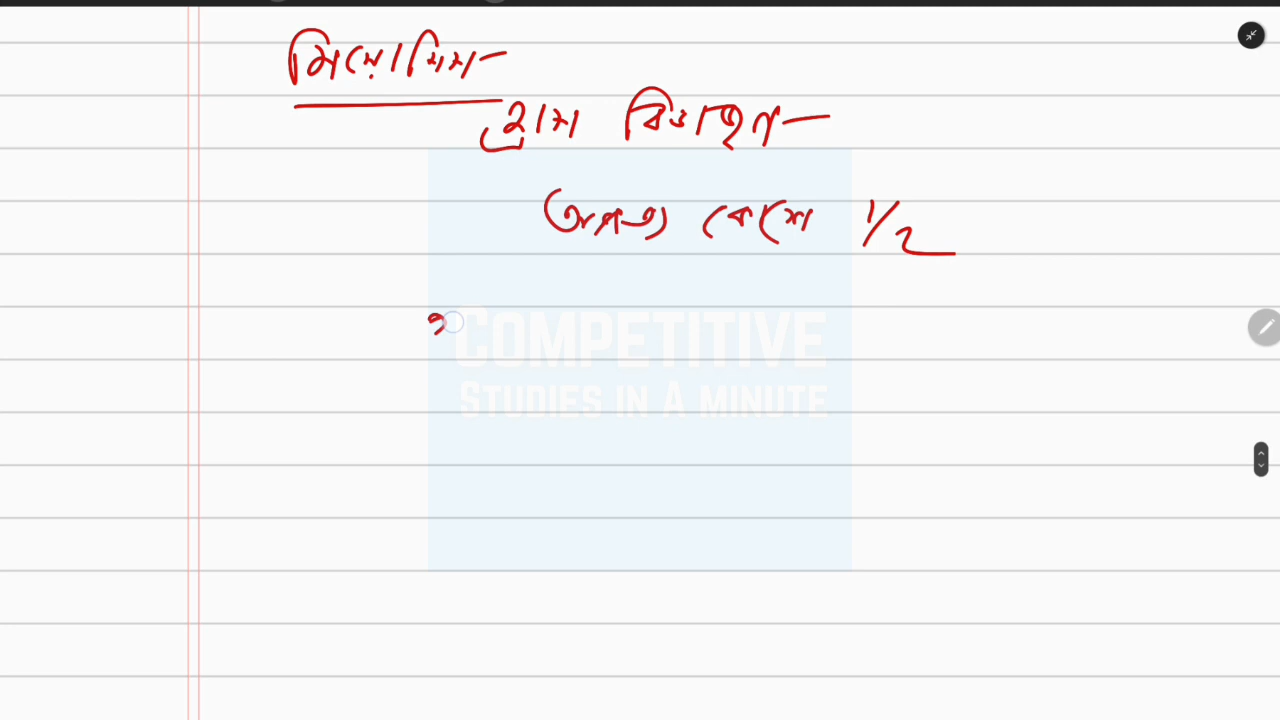 মিয়োসিস
হ্রাস বিভাজন
অপত্য কোষে 1/2
COMPETITIVE
STUDIES IN A MINUTE